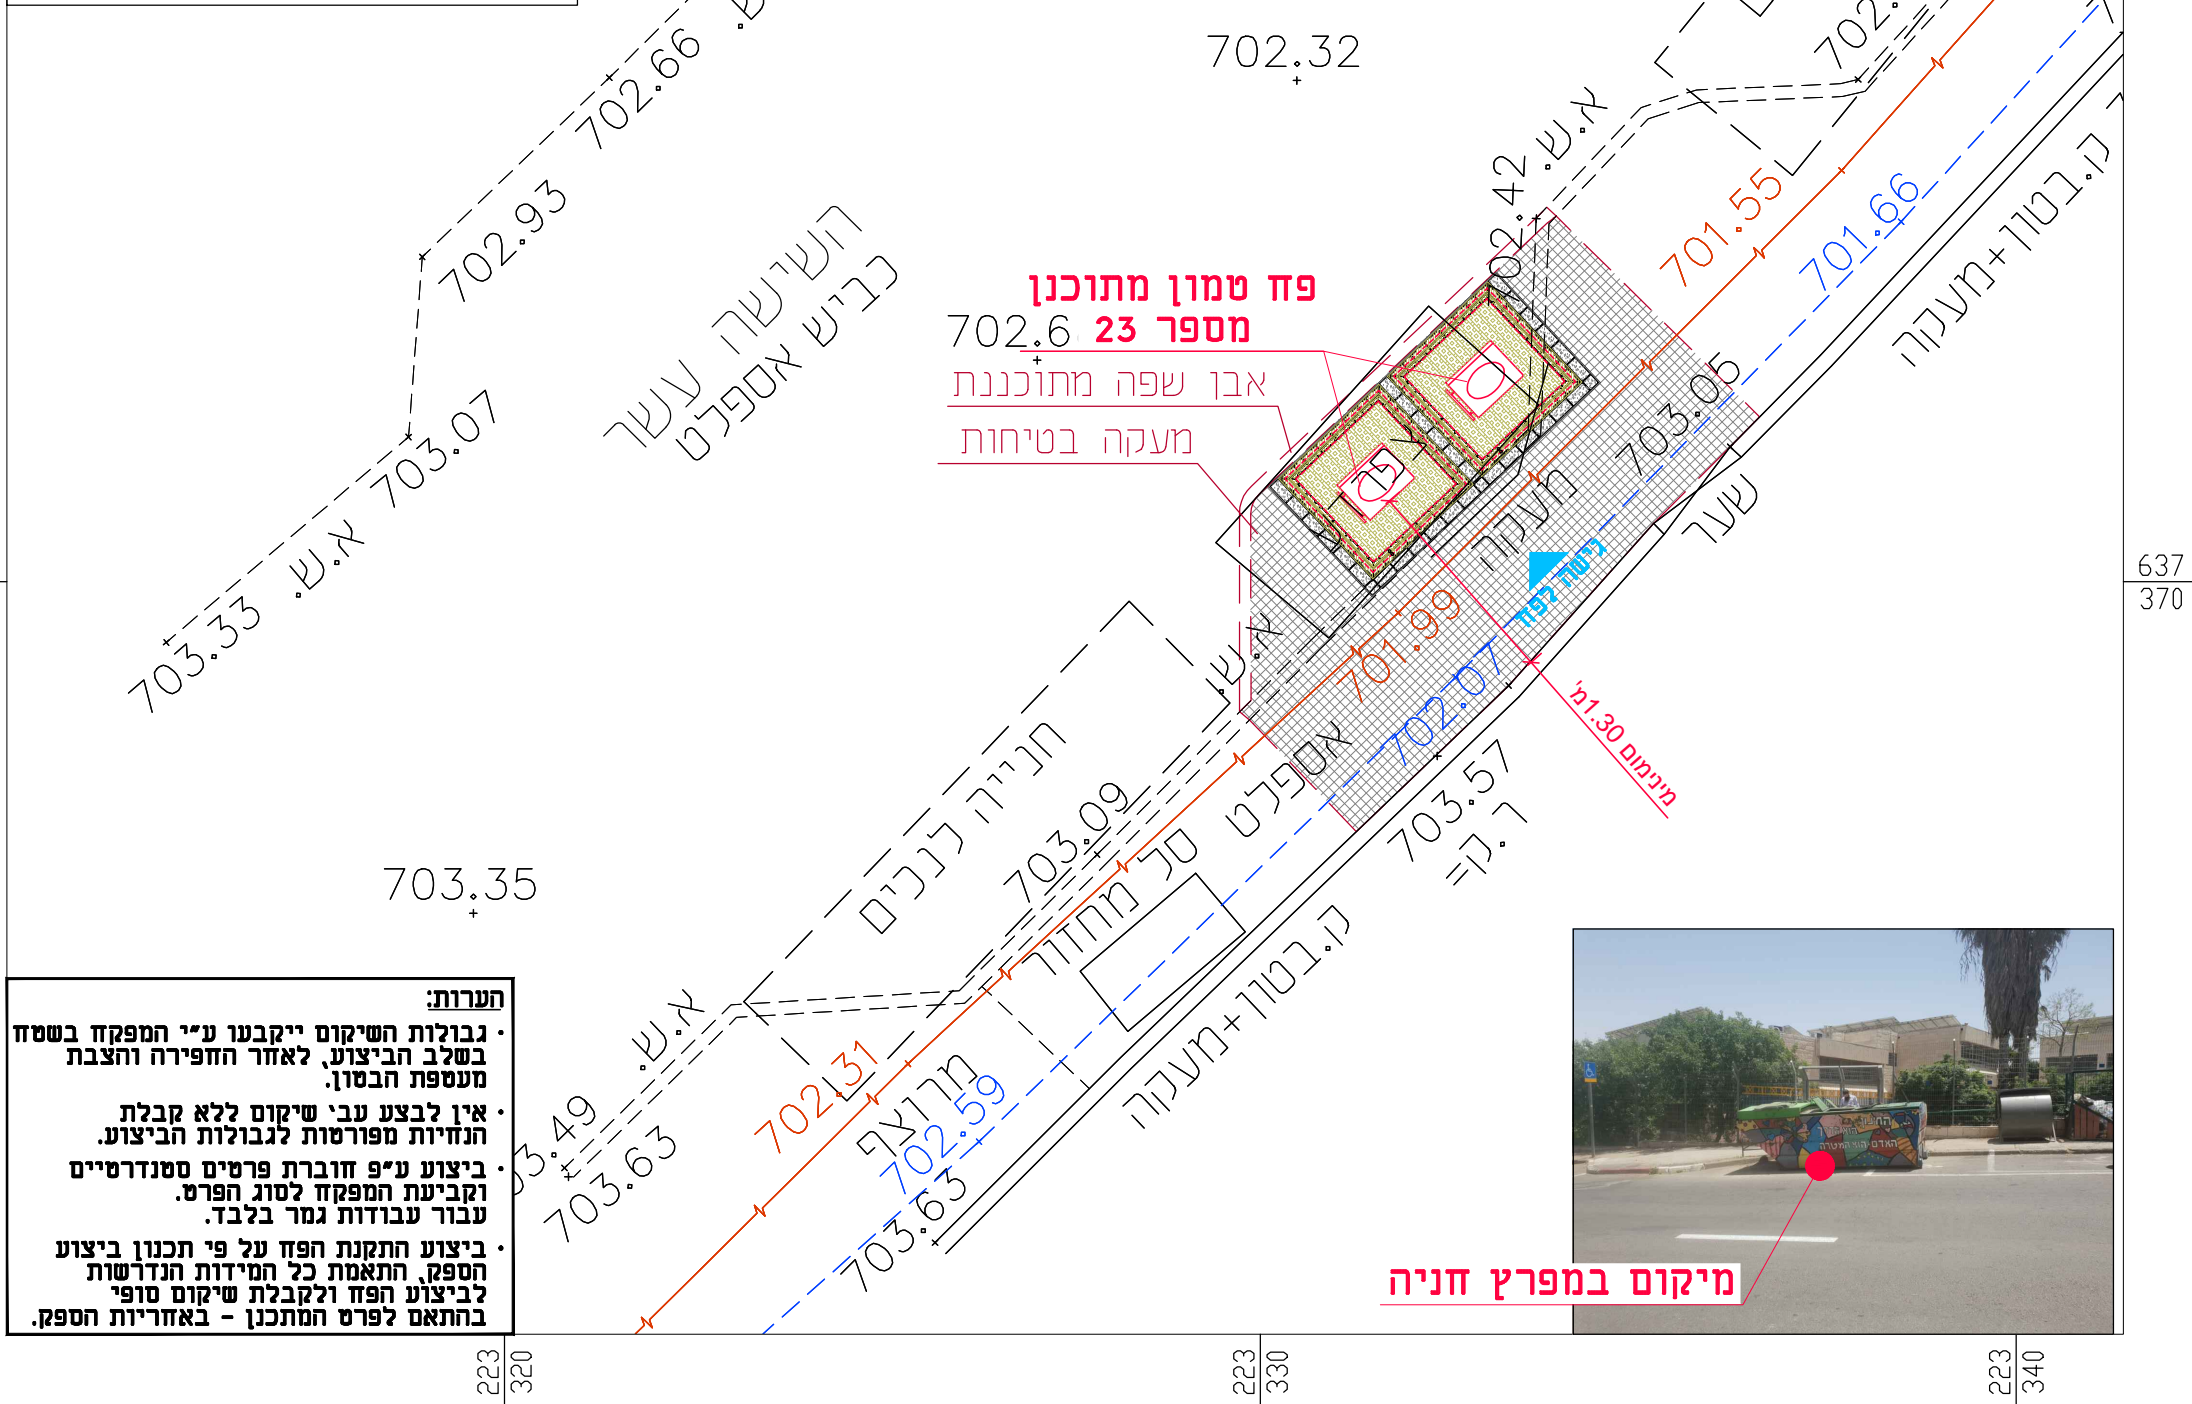 702.32
702.66
702.93
703.07
א.ש.
703.33
השישה עשר
כביש אספלט
פח טמון מתוכנן
מספר 23
702.6
אבן שפה מתוכננת
מעקה בטיחות
702.42
א.ש.
701.55
701.66
ק.בטון+מעקה
703.05
מעקה
שער
גישה לפח
637
370
701.99
702.07
מינימום 1.30מ'
א.ש.
אספלט
703.57
ר.ק=
חנייה לנכים
703.09
סל מחזור
ק.בטון+מעקה
703.35
א.ש.
702.31
מרוצף
702.59
703.63
703.63
הערות:
• גבולות השיקום ייקבעו ע"י המפקח בשטח
בשלב הביצוע, לאחר החפירה והצבת
מעטפת הבטון.
• אין לבצע עב' שיקום ללא קבלת
הנחיות מפורטות לגבולות הביצוע.
• ביצוע ע"פ חוברת פרטים סטנדרטיים
וקביעת המפקח לסוג הפרט.
עבור עבודות גמר בלבד.
• ביצוע התקנת הפח על פי תכנון ביצוע
הספק, התאמת כל המידות הנדרשות
לביצוע הפח ולקבלת שיקום סופי
בהתאם לפרט המתכנן - באחריות הספק.
האדם הוא המטרה
מיקום במפרץ חניה
223
320
223
330
223
340